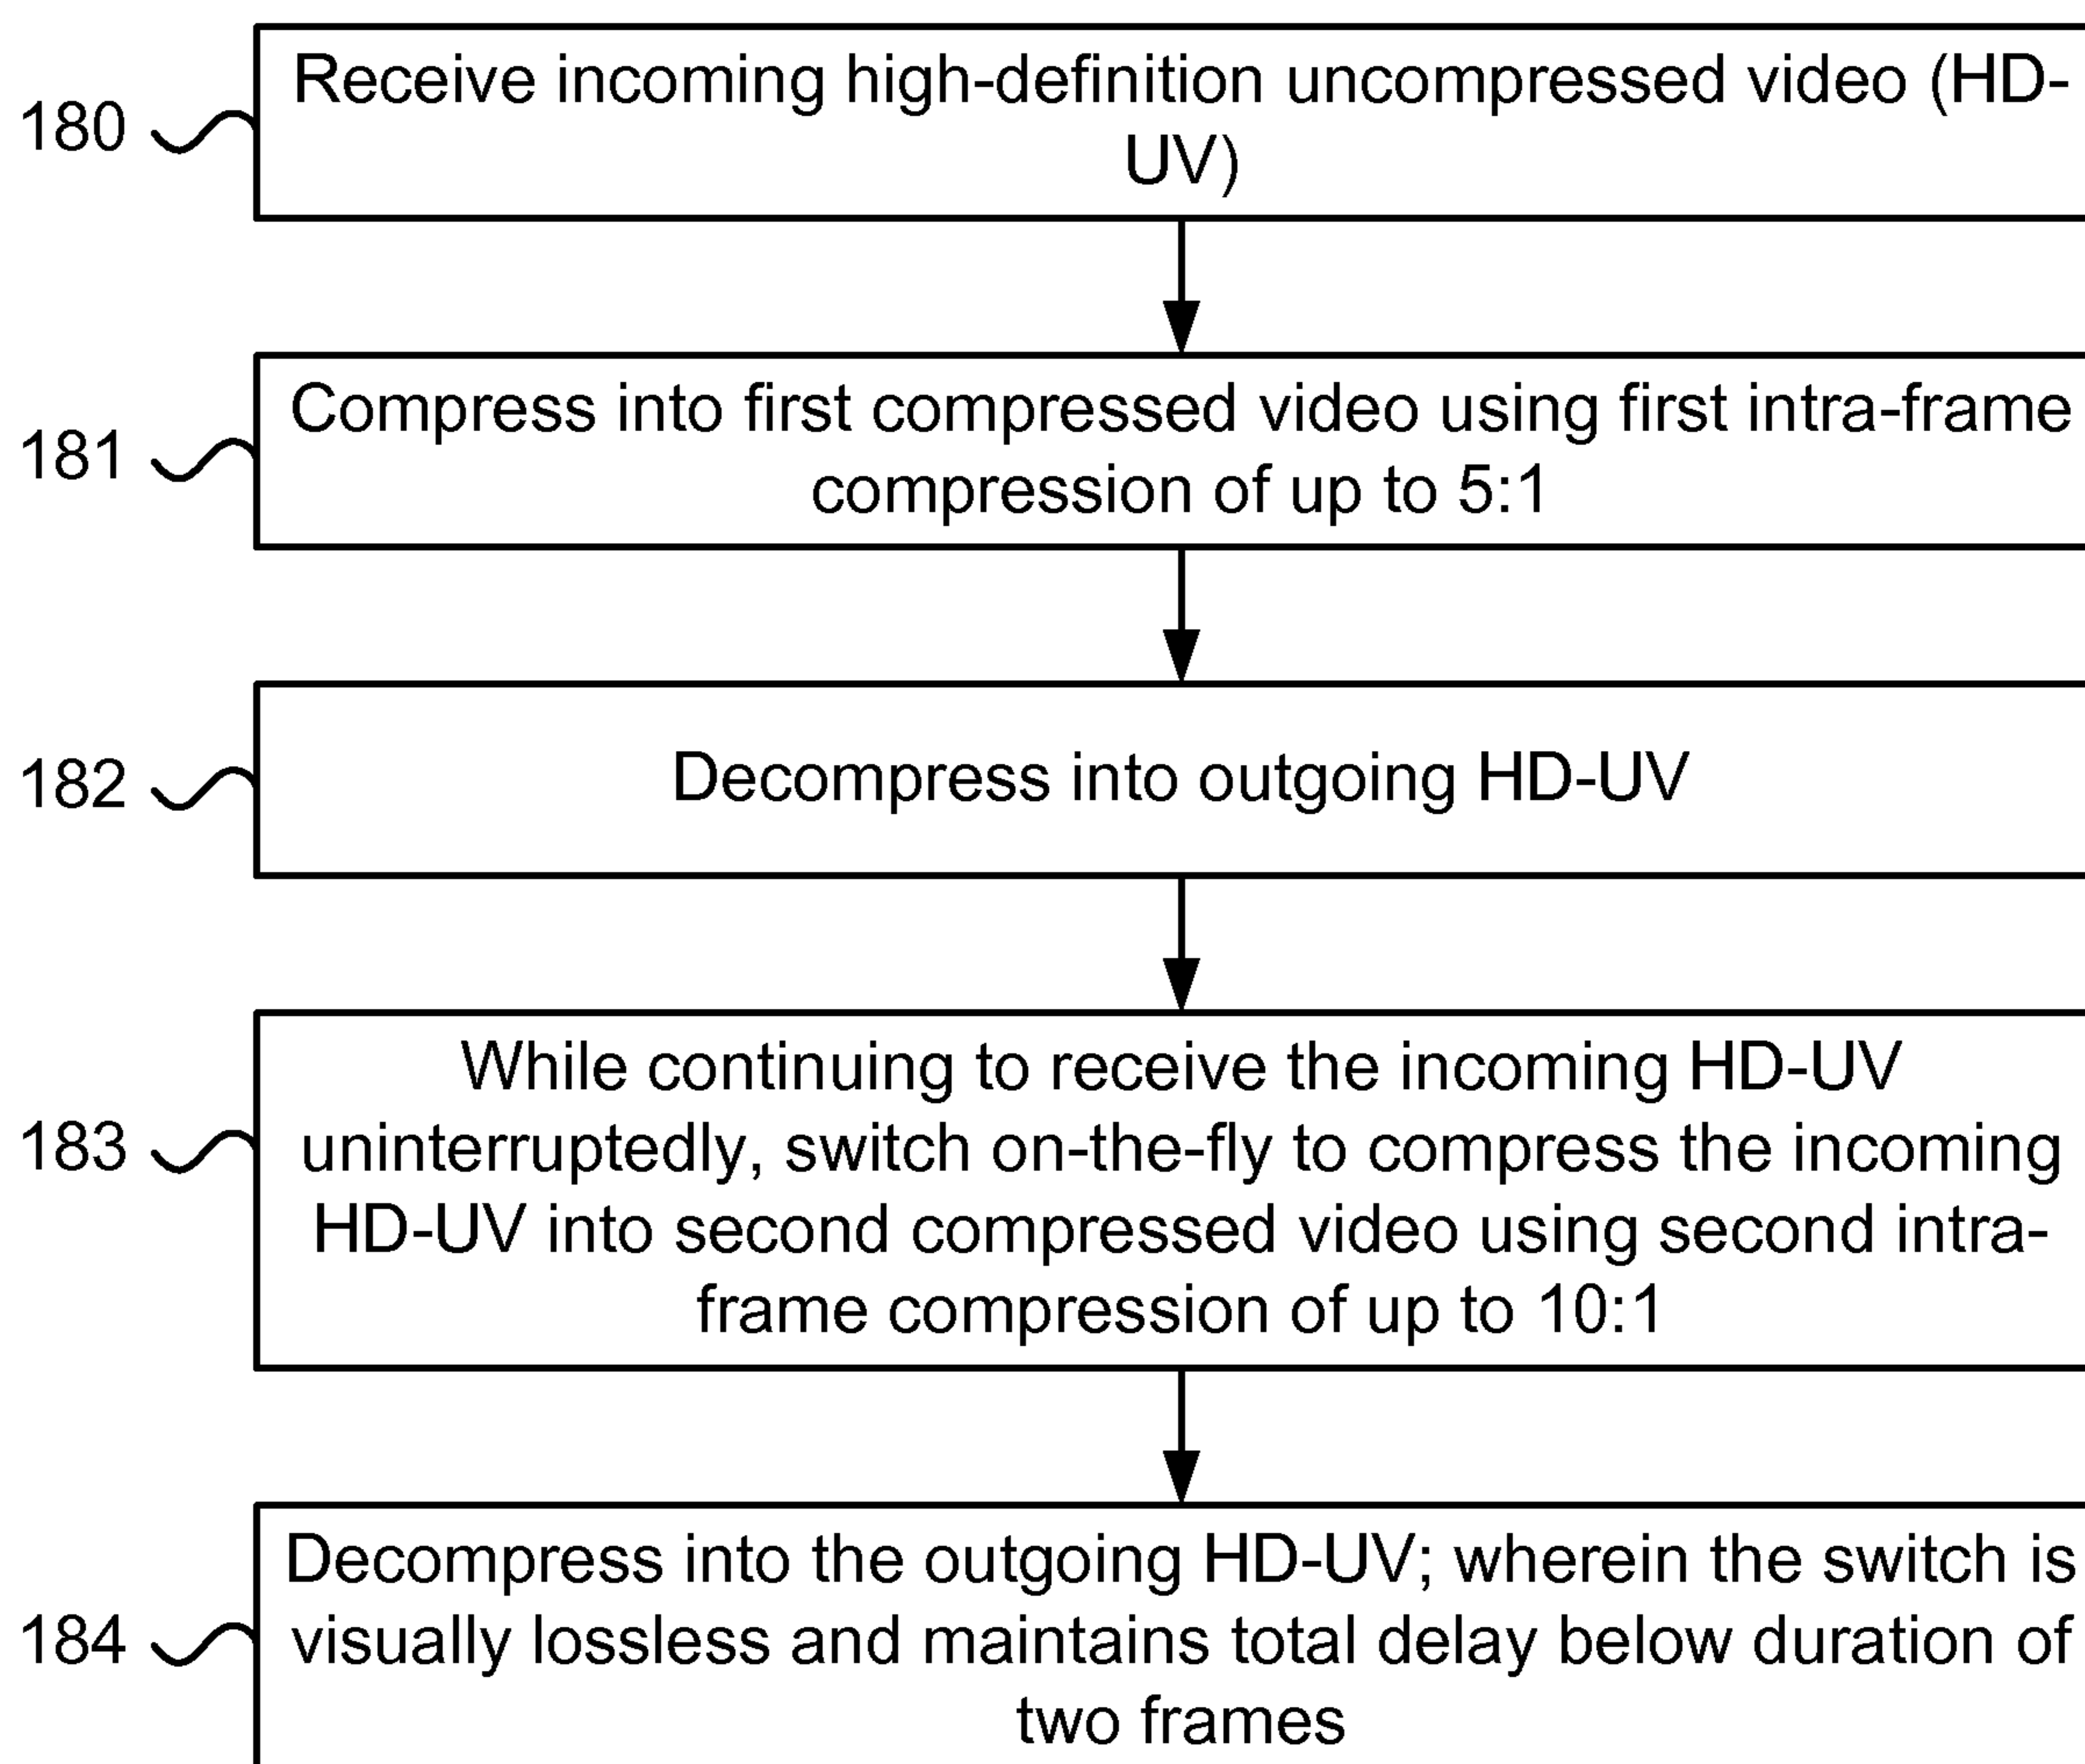 Receive incoming high-definition uncompressed video (HD-
UV)
180
Compress into first compressed video using first intra-frame
compression of up to 5:1
181
Decompress into outgoing HD-UV
182
While continuing to receive the incoming HD-UV
uninterruptedly, switch on-the-fly to compress the incoming
HD-UV into second compressed video using second intra-
frame compression of up to 10:1
183
Decompress into the outgoing HD-UV; wherein the switch is
visually lossless and maintains total delay below duration of
two frames
184